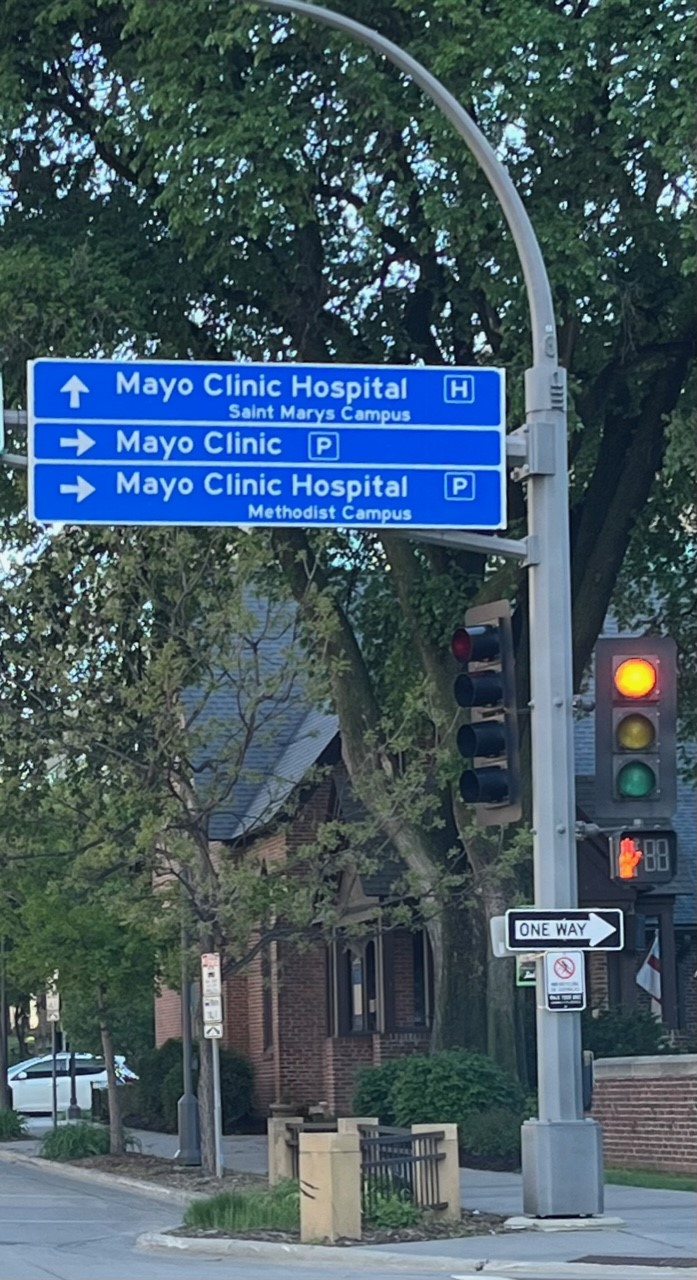 Mayo Clinic Hospital H
Saint Marys Campus
Mayo Clinic P
Mayo Clinic Hospital P
Methodist Campus
ONE WAY